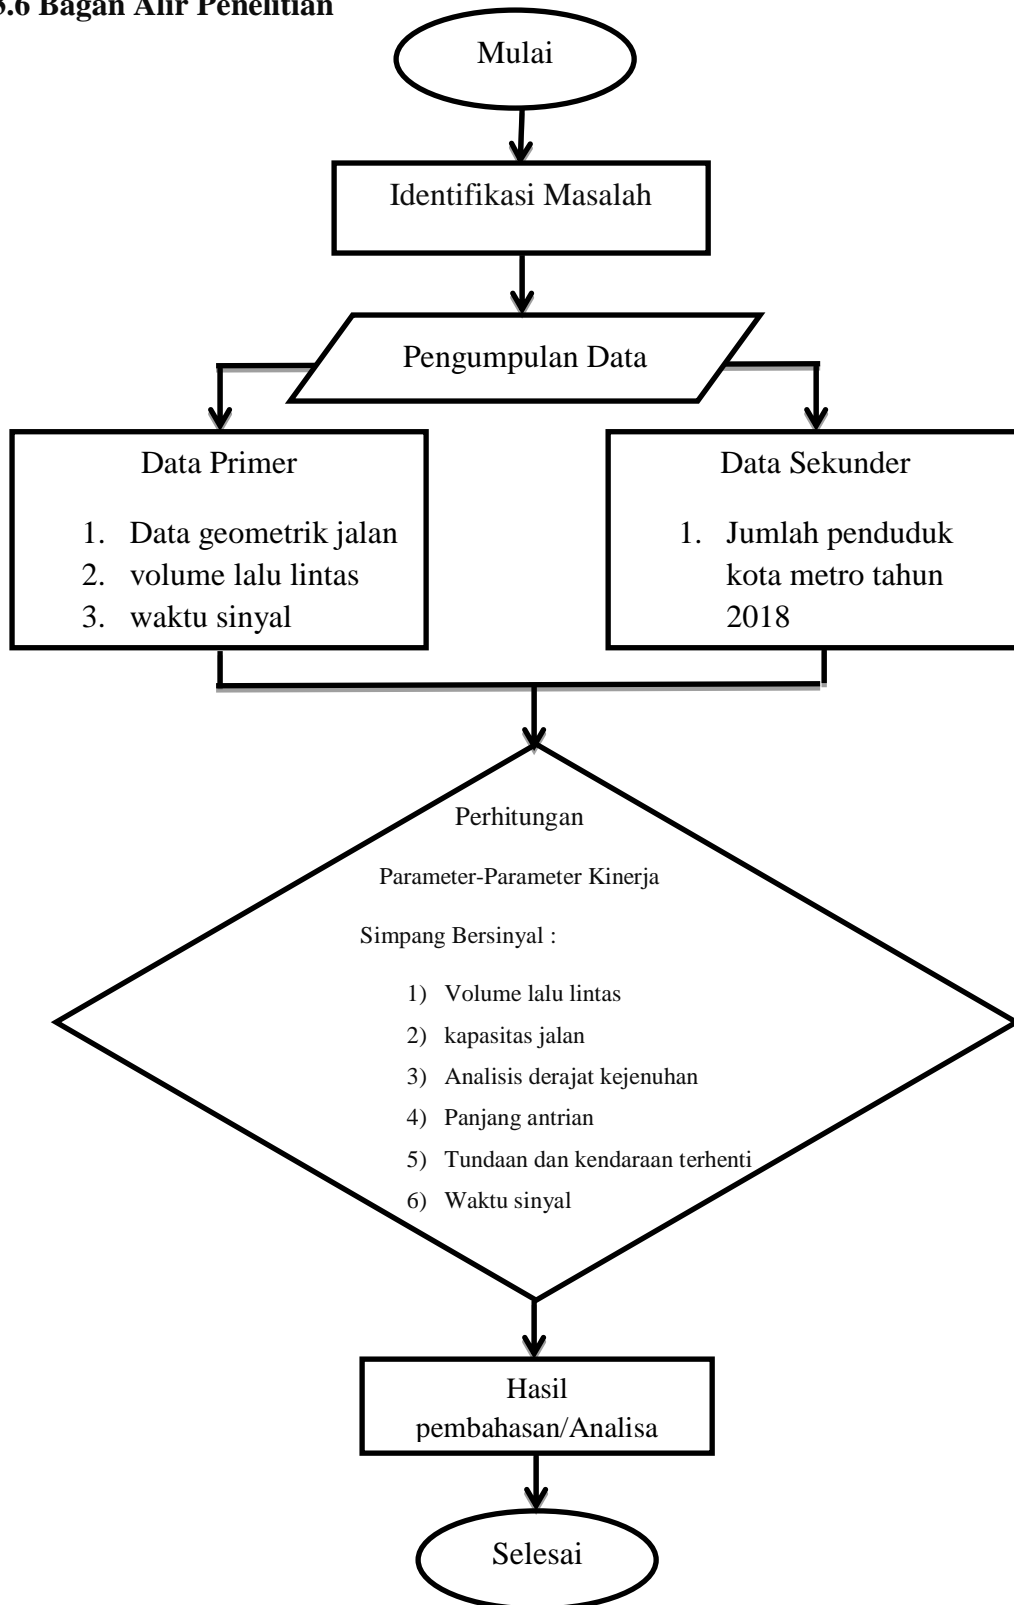 3.6 Bagan Alir Penelitian
Mulai
Identifikasi Masalah
Pengumpulan Data
Data Primer
1. Data geometrik jalan
2. volume lalu lintas
3. waktu sinyal
Data Sekunder
1. Jumlah penduduk
kota metro tahun
2018
Perhitungan
Parameter-Parameter Kinerja
Simpang Bersinyal :
1) Volume lalu lintas
2) kapasitas jalan
3) Analisis derajat kejenuhan
4) Panjang antrian
5) Tundaan dan kendaraan terhenti
6) Waktu sinyal
Hasil
pembahasan/Analisa
Selesai